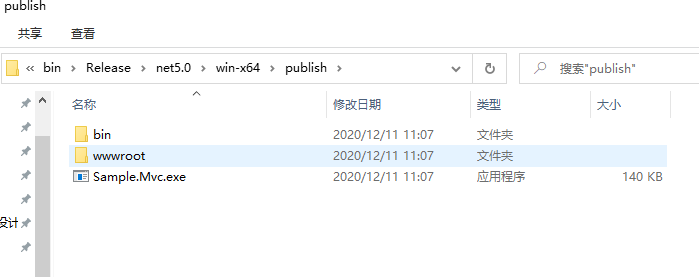 publish
共享 查看
« bin › Release › net5.0 › win-x64 › publish › 搜索"publish"
名称 修改日期 类型 大小
bin 2020/12/11 11:07 文件夹
wwwroot 2020/12/11 11:07 文件夹
Sample.Mvc.exe 2020/12/11 11:07 应用程序 140 KB
设计